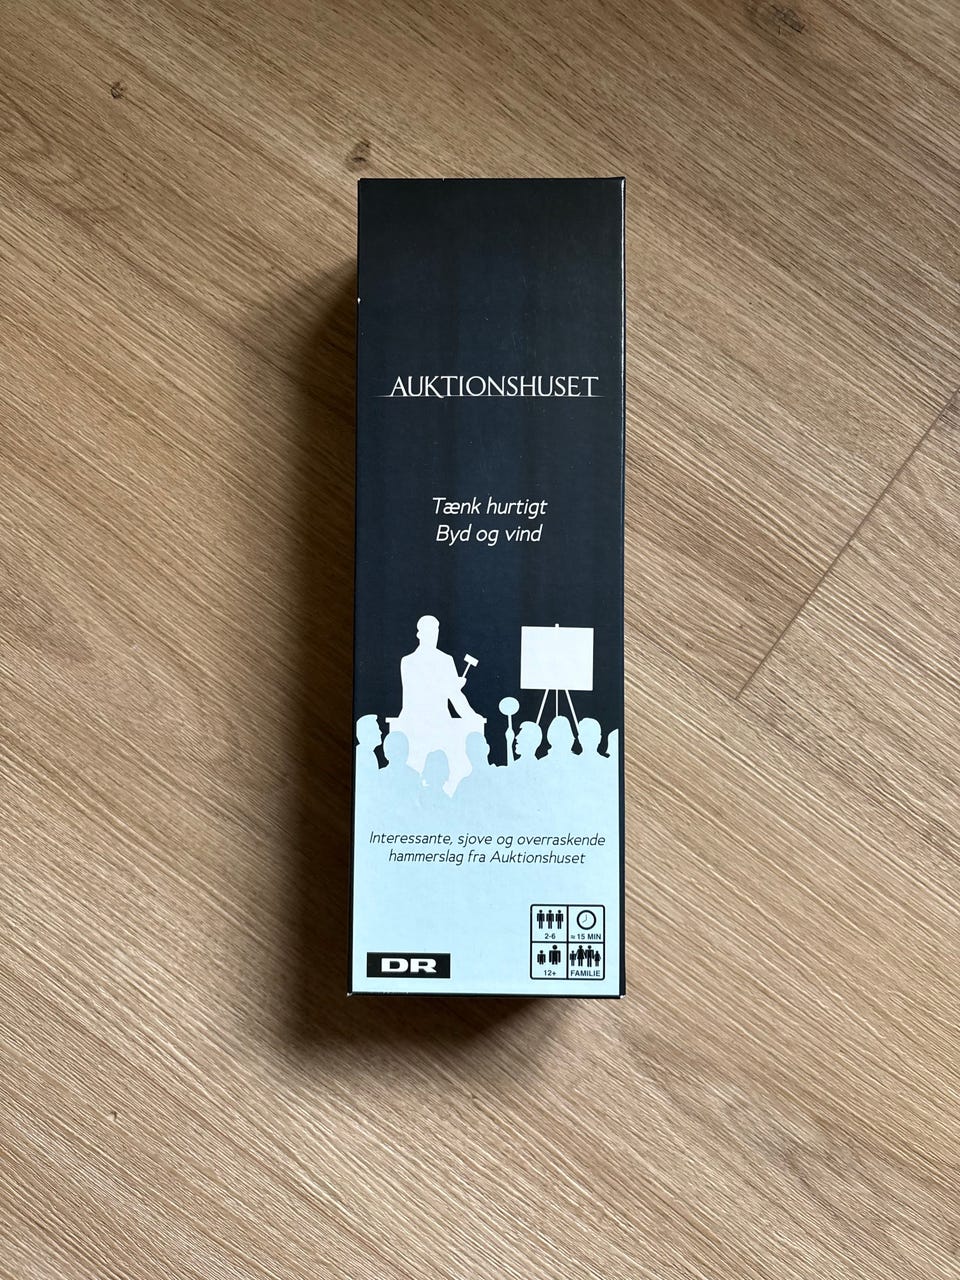 AUKTIONSHUSET
Tænk hurtigt
Byd og vind
Interessante, sjove og overraskende
hammerslag fra Auktionshuset
2-6
≈ 15 MIN
12+
FAMILIE
DR